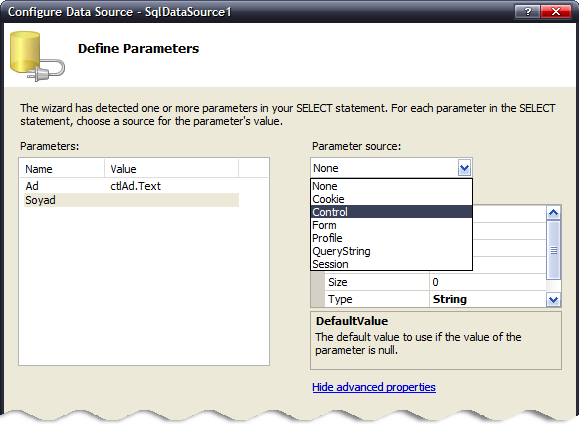 Configure Data Source - SqlDataSource1
Define Parameters
The wizard has detected one or more parameters in your SELECT statement. For each parameter in the SELECT
statement, choose a source for the parameter's value.
Parameters:
Parameter source:
Name Value
None
Ad ctlAd.Text
None
Soyad
Cookie
Control
Form
Profile
QueryString
Session
Size 0
Type String
DefaultValue
The default value to use if the value of the
parameter is null.
Hide advanced properties